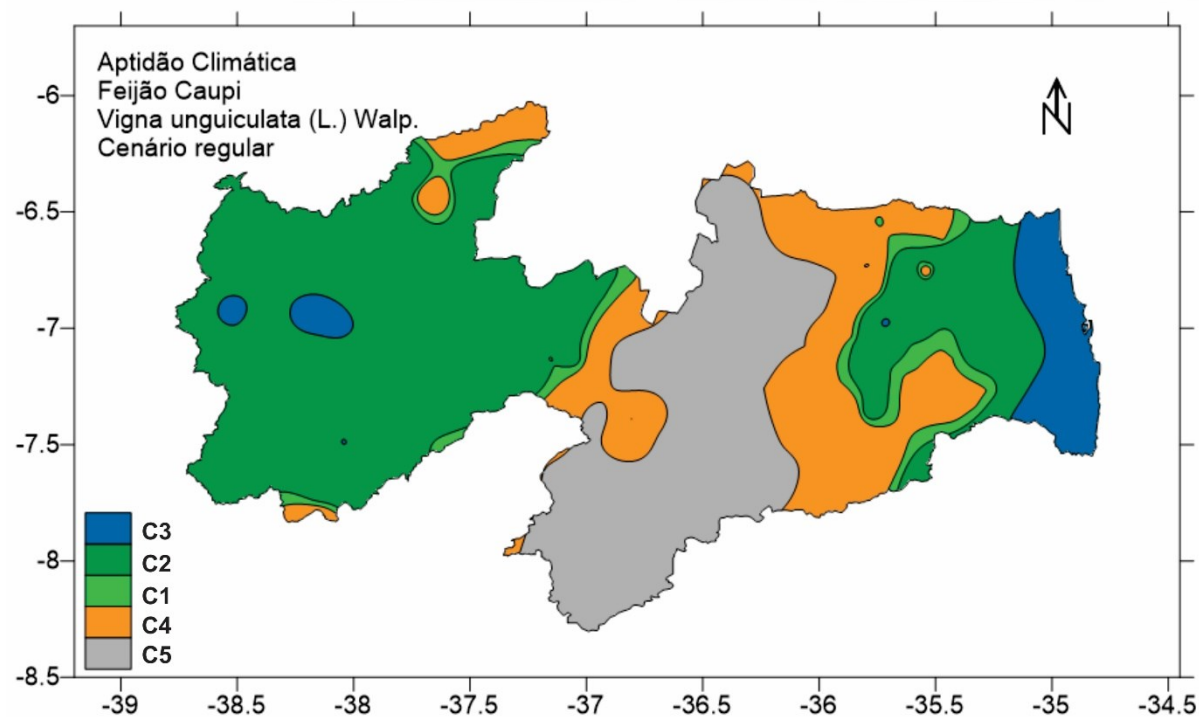 Aptidão Climática
Feijão Caupi
Vigna unguiculata (L.) Walp.
Cenário regular
N
-6
-6.5
-7
-7.5
-8
-8.5
C3
C2
C1
C4
C5
-39
-38.5
-38
-37.5
-37
-36.5
-36
-35.5
-35
-34.5